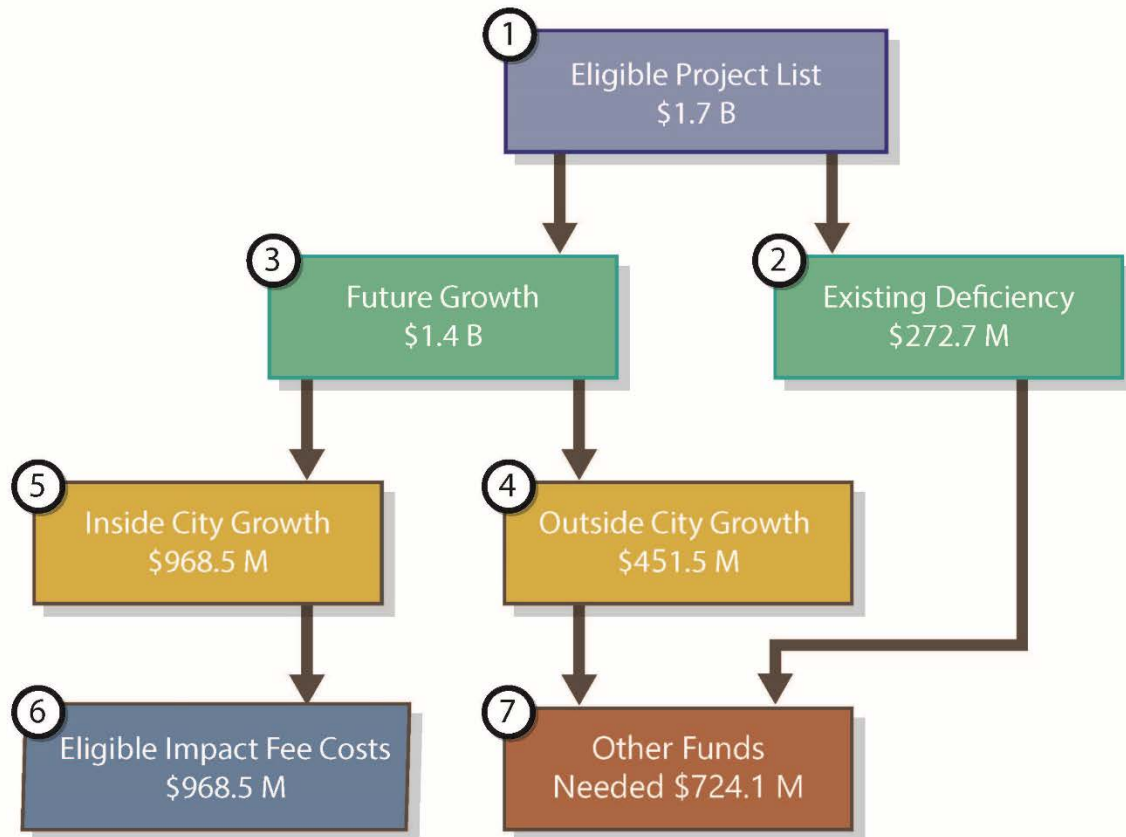 1
Eligible Project List
$1.7 B
3
Future Growth
$1.4 B
2
Existing Deficiency
$272.7 M
5
Inside City Growth
$968.5 M
4
Outside City Growth
$451.5 M
6
Eligible Impact Fee Costs
$968.5 M
7
Other Funds
Needed $724.1 M